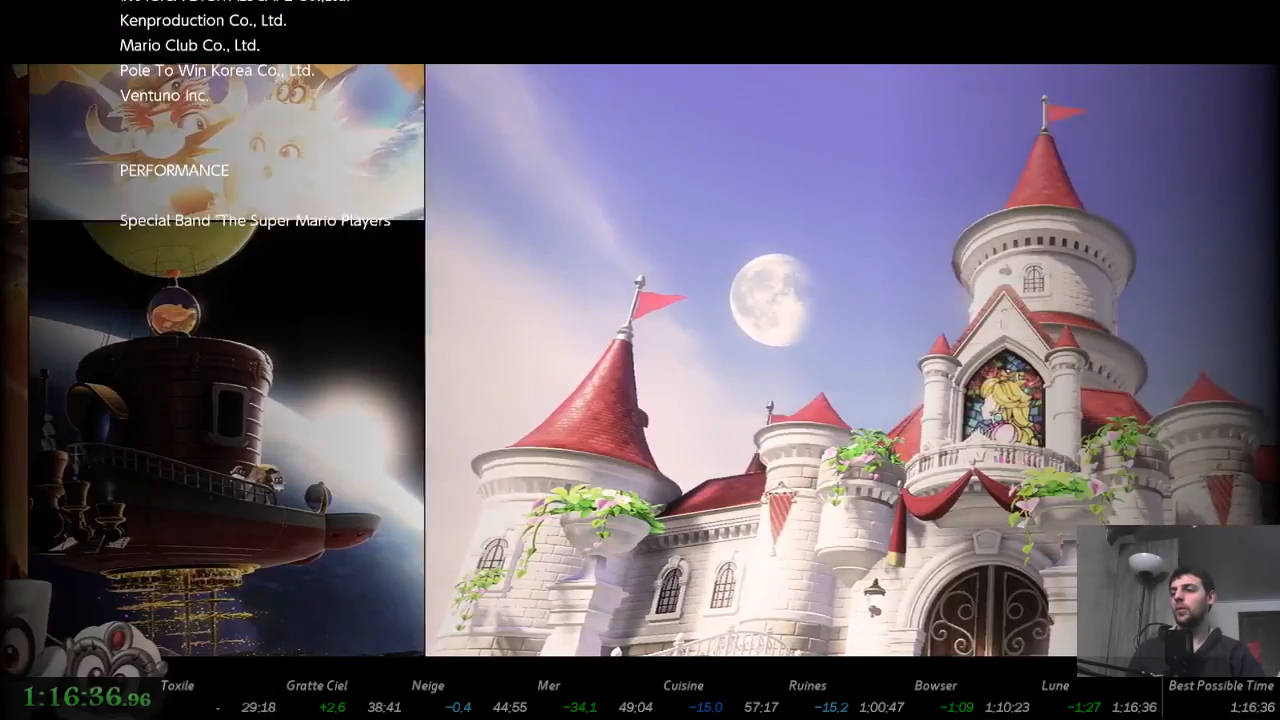 Kenproduction Co., Ltd.
Mario Club Co., Ltd.
Pole To Win Korea Co., Ltd.
Ventuno Inc.
PERFORMANCE
Special Band "The Super Mario Players"
Toxile Gratte Ciel Neige Mer Cuisine Ruines Bowser Lune Best Possible Time
1:16:36.96 - 29:18 +2.6 38:41 −0.4 44:55 −34.1 49:04 −15.0 57:17 −15.2 1:00:47 −1:09 1:10:23 −1:27 1:16:36 1:16:36